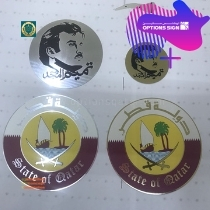 OPTIONS SIGN
تميم المجد
دولة قطر
State of Qatar
دولة قطر
State of Qatar